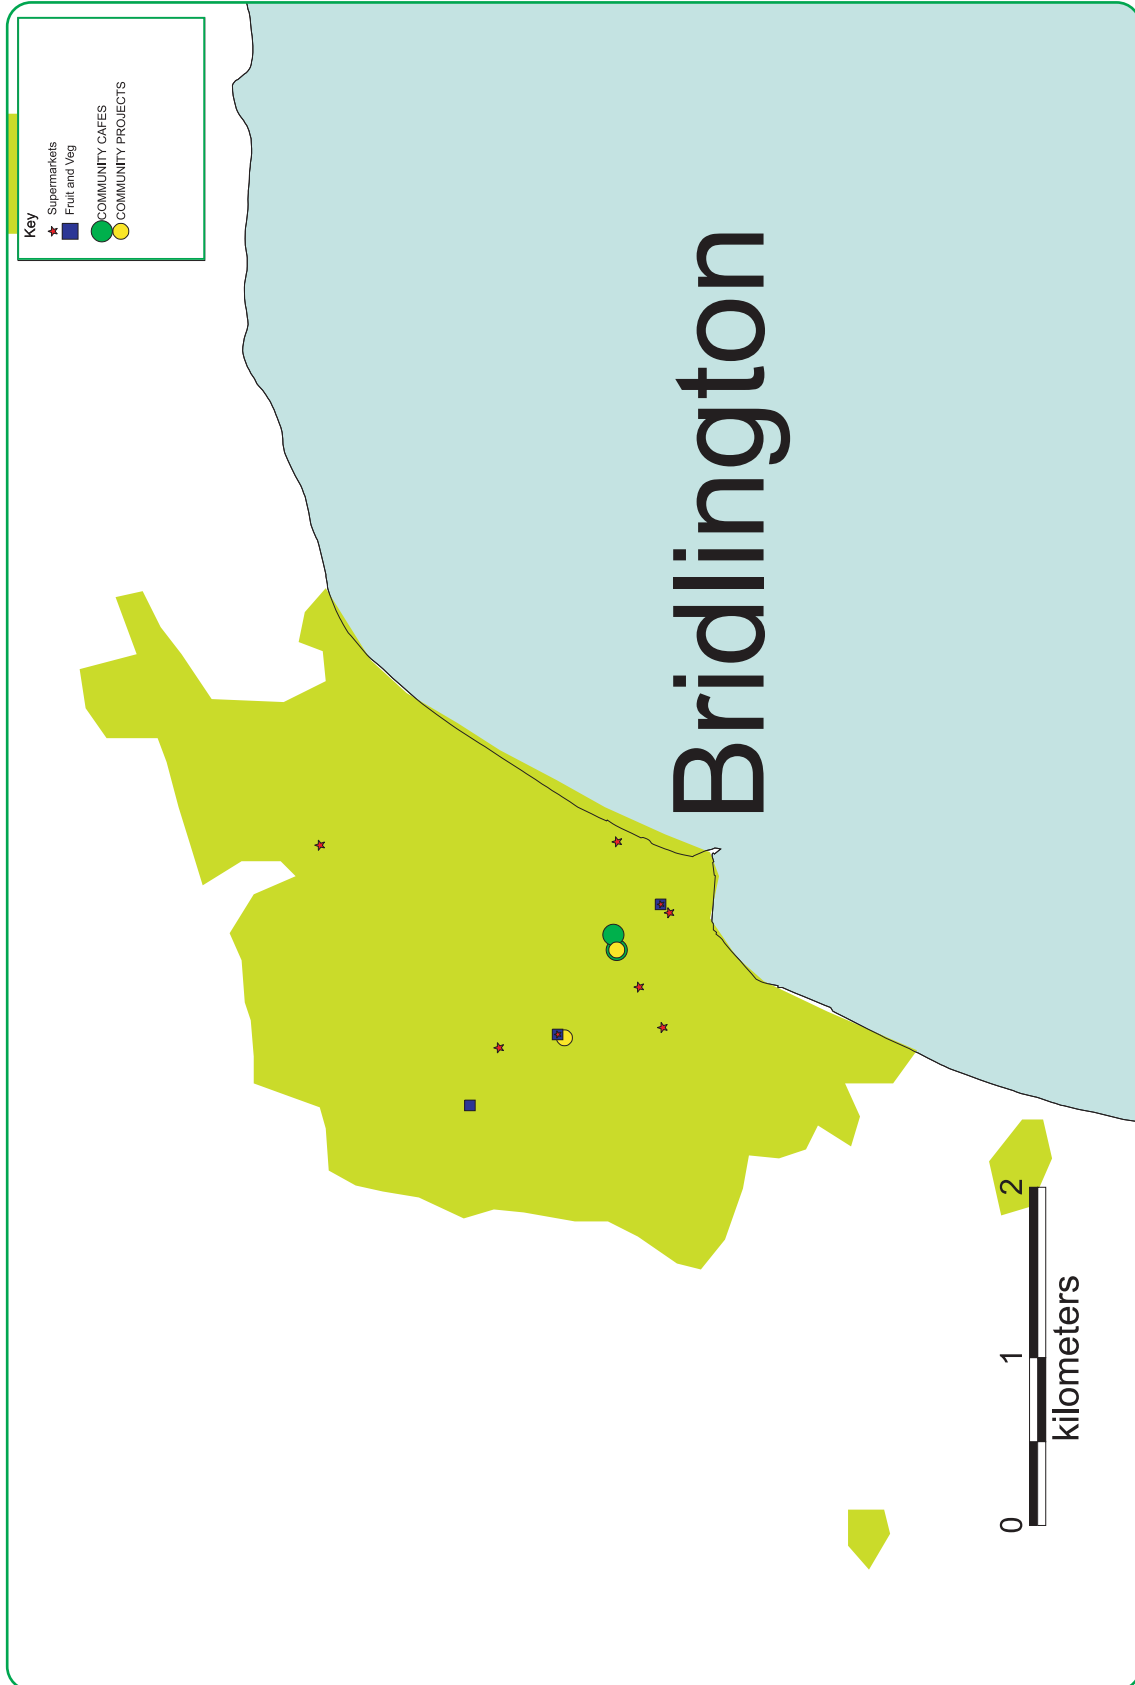 Key
Supermarkets
Fruit and Veg
COMMUNITY CAFES
COMMUNITY PROJECTS
Bridlington
0 1 2
kilometers